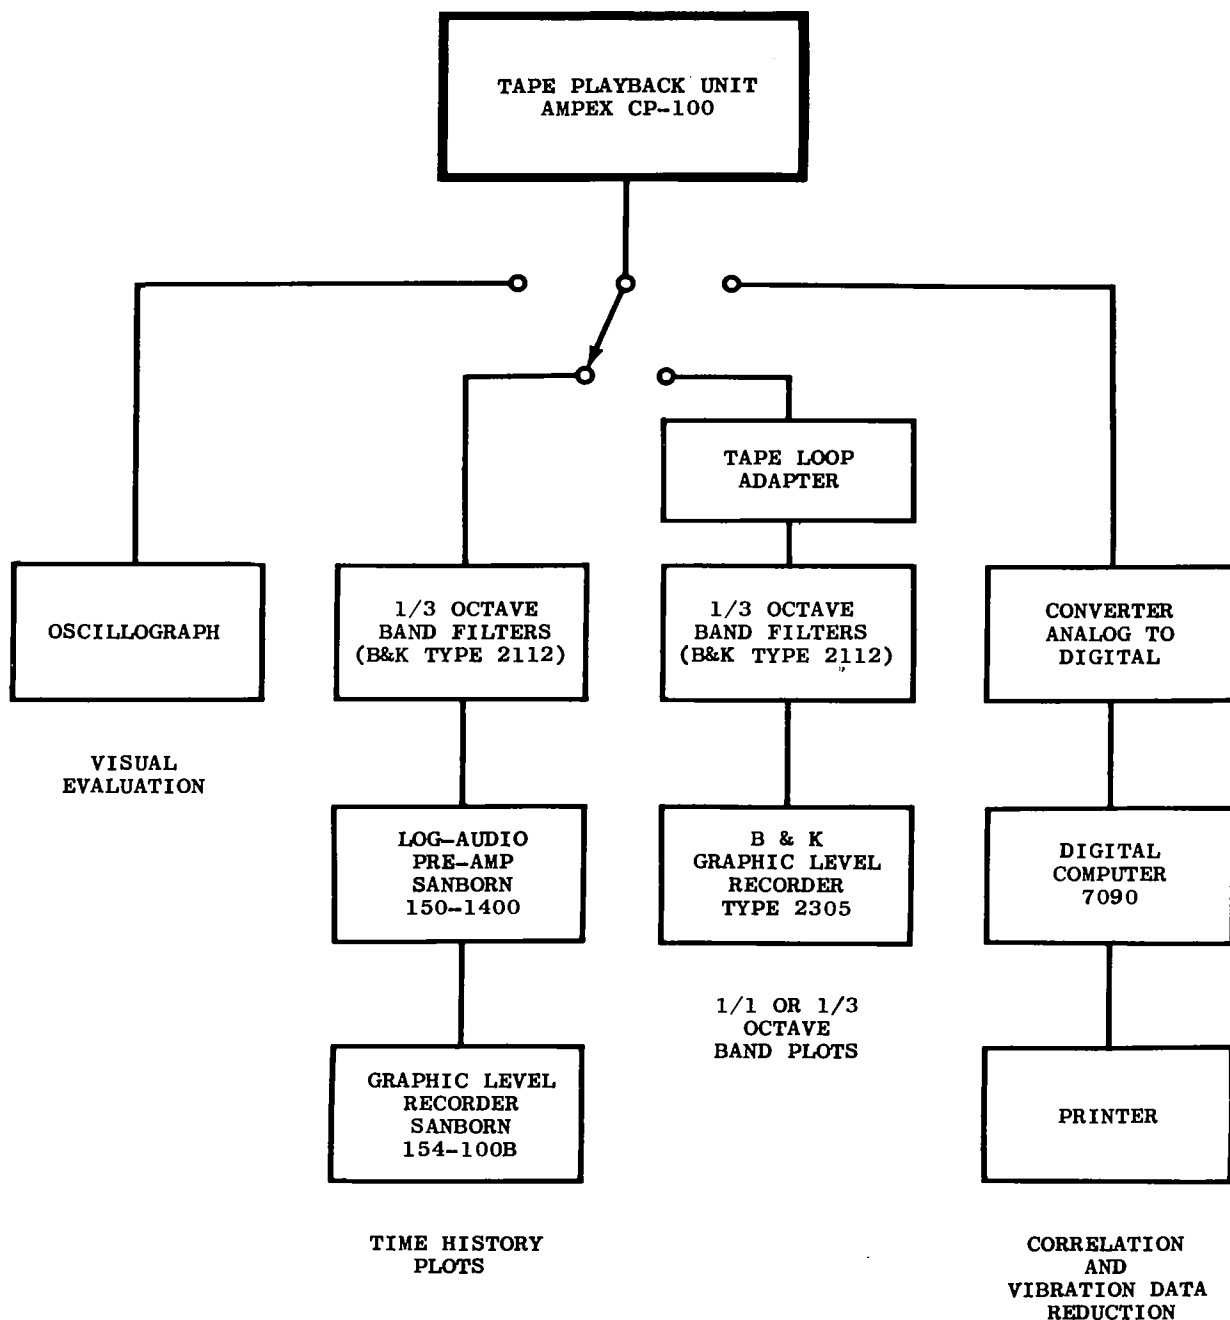 TAPE PLAYBACK UNIT
AMPEX CP-100
TAPE LOOP
ADAPTER
OSCILLOGRAPH
VISUAL
EVALUATION
1/3 OCTAVE
BAND FILTERS
(B&K TYPE 2112)
LOG-AUDIO
PRE-AMP
SANBORN
150-1400
GRAPHIC LEVEL
RECORDER
SANBORN
154-100B
TIME HISTORY
PLOTS
1/3 OCTAVE
BAND FILTERS
(B&K TYPE 2112)
B & K
GRAPHIC LEVEL
RECORDER
TYPE 2305
1/1 OR 1/3
OCTAVE
BAND PLOTS
CONVERTER
ANALOG TO
DIGITAL
DIGITAL
COMPUTER
7090
PRINTER
CORRELATION
AND
VIBRATION DATA
REDUCTION